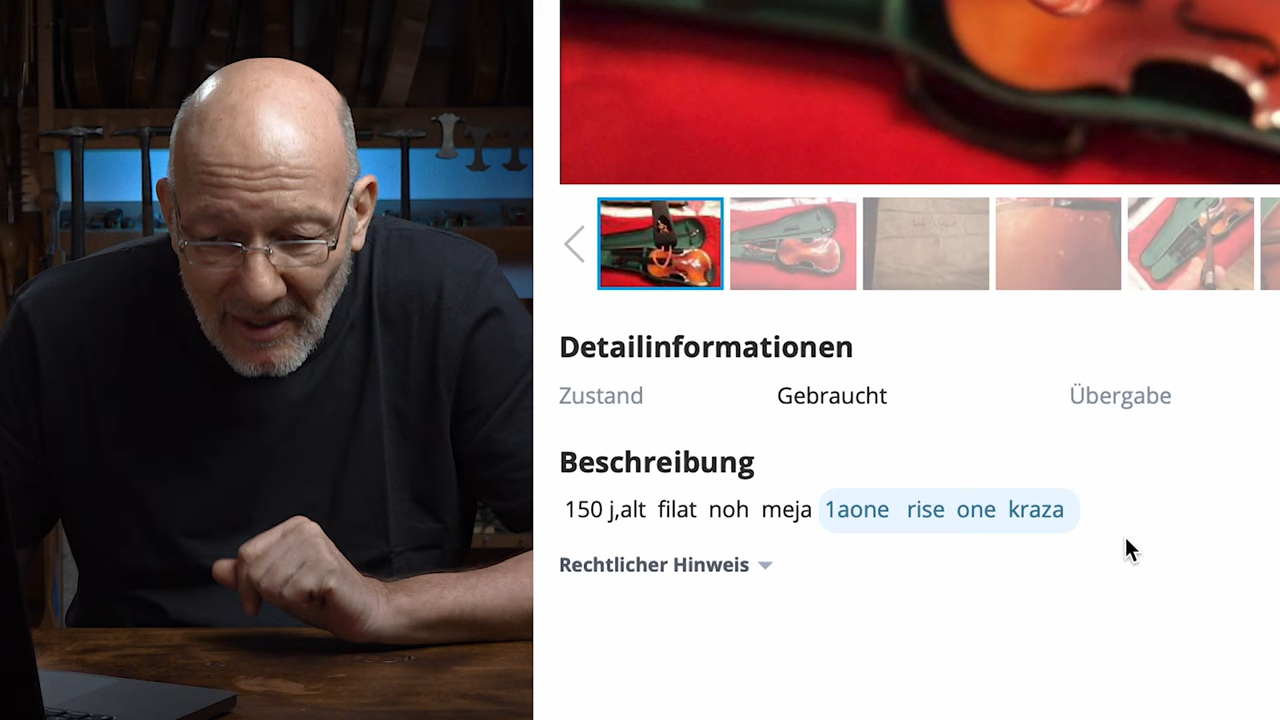 Detailinformationen
Zustand Gebraucht Übergabe
Beschreibung
150 j,alt filat noh meja 1aone rise one kraza
Rechtlicher Hinweis